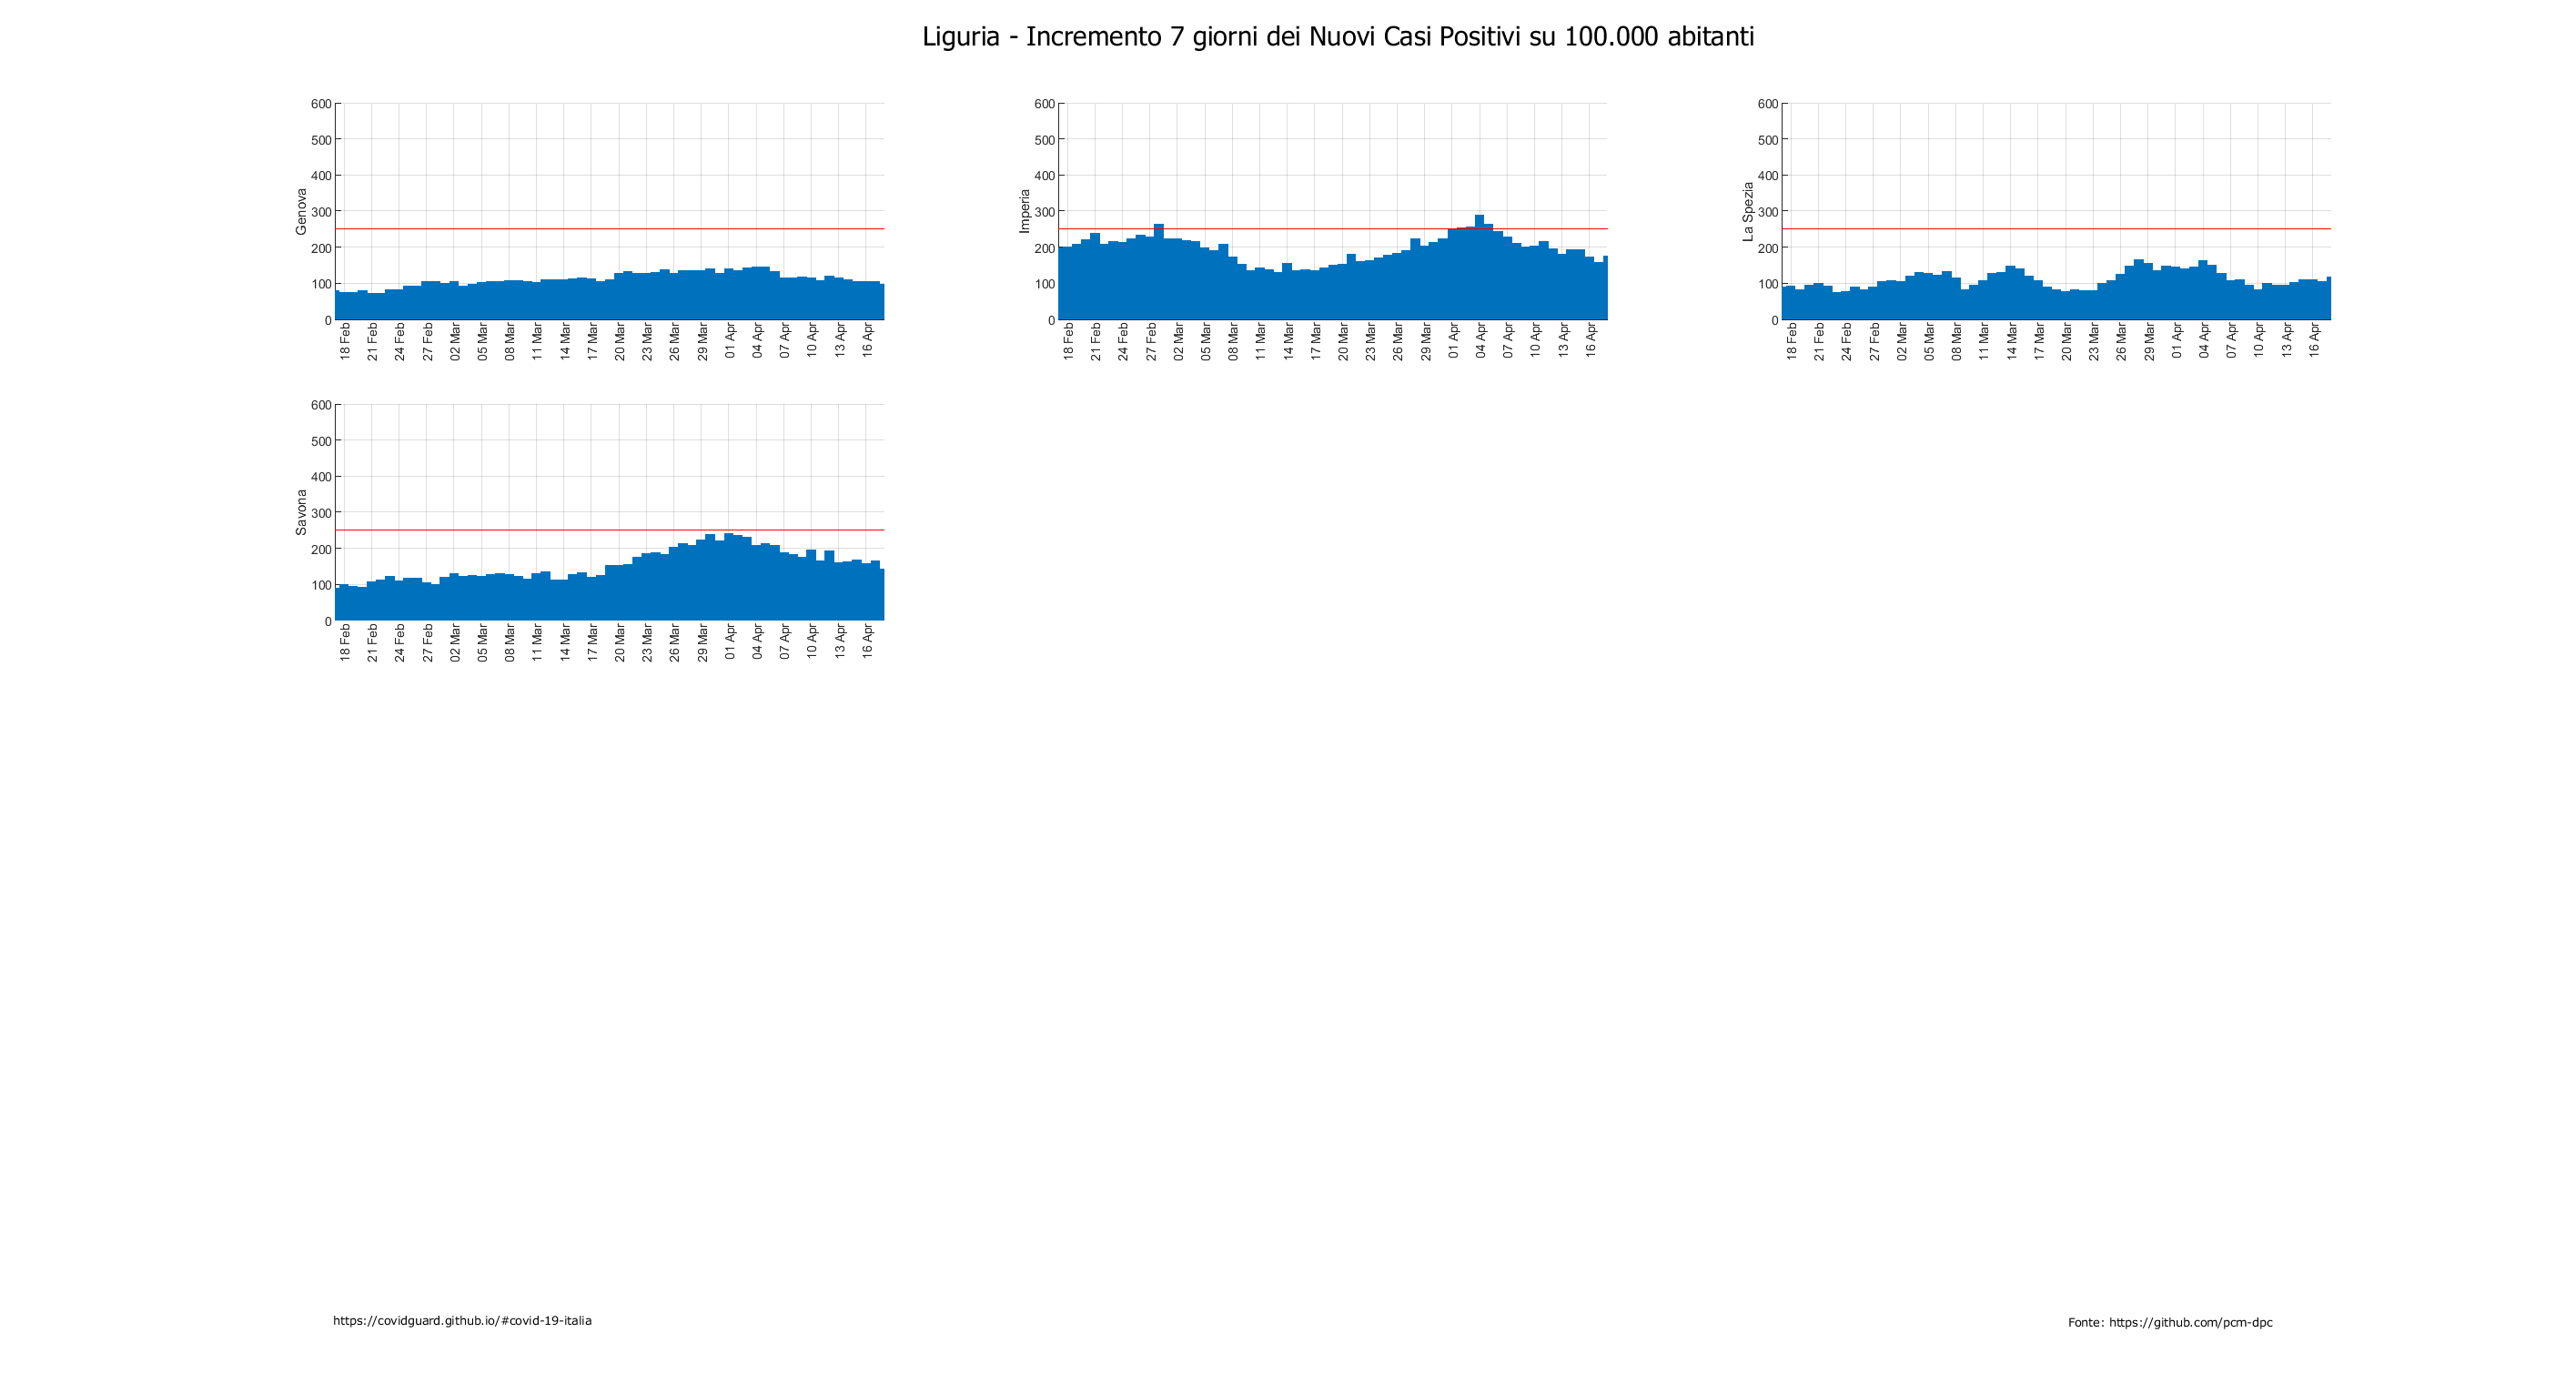 Liguria - Incremento 7 giorni dei Nuovi Casi Positivi su 100.000 abitanti
Genova
600
500
400
300
200
100
0
18 Feb 21 Feb 24 Feb 27 Feb 02 Mar 05 Mar 08 Mar 11 Mar 14 Mar 17 Mar 20 Mar 23 Mar 26 Mar 29 Mar 01 Apr 04 Apr 07 Apr 10 Apr 13 Apr 16 Apr
Imperia
600
500
400
300
200
100
0
18 Feb 21 Feb 24 Feb 27 Feb 02 Mar 05 Mar 08 Mar 11 Mar 14 Mar 17 Mar 20 Mar 23 Mar 26 Mar 29 Mar 01 Apr 04 Apr 07 Apr 10 Apr 13 Apr 16 Apr
La Spezia
600
500
400
300
200
100
0
18 Feb 21 Feb 24 Feb 27 Feb 02 Mar 05 Mar 08 Mar 11 Mar 14 Mar 17 Mar 20 Mar 23 Mar 26 Mar 29 Mar 01 Apr 04 Apr 07 Apr 10 Apr 13 Apr 16 Apr
Savona
600
500
400
300
200
100
0
18 Feb 21 Feb 24 Feb 27 Feb 02 Mar 05 Mar 08 Mar 11 Mar 14 Mar 17 Mar 20 Mar 23 Mar 26 Mar 29 Mar 01 Apr 04 Apr 07 Apr 10 Apr 13 Apr 16 Apr
https://covidguard.github.io/#covid-19-italia
Fonte: https://github.com/pcm-dpc